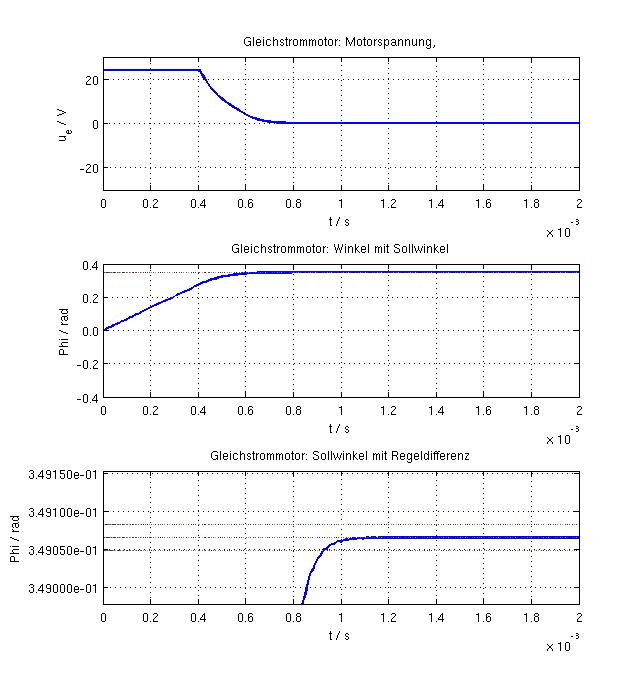 Gleichstrommotor: Motorspannung,
20
0
-20
u_e / V
0 0.2 0.4 0.6 0.8 1 1.2 1.4 1.6 1.8 2
t / s
x 10^-3
Gleichstrommotor: Winkel mit Sollwinkel
0.4
0.2
0.0
-0.2
-0.4
Phi / rad
0 0.2 0.4 0.6 0.8 1 1.2 1.4 1.6 1.8 2
t / s
x 10^-3
Gleichstrommotor: Sollwinkel mit Regeldifferenz
3.49150e-01
3.49100e-01
3.49050e-01
3.49000e-01
Phi / rad
0 0.2 0.4 0.6 0.8 1 1.2 1.4 1.6 1.8 2
t / s
x 10^-3